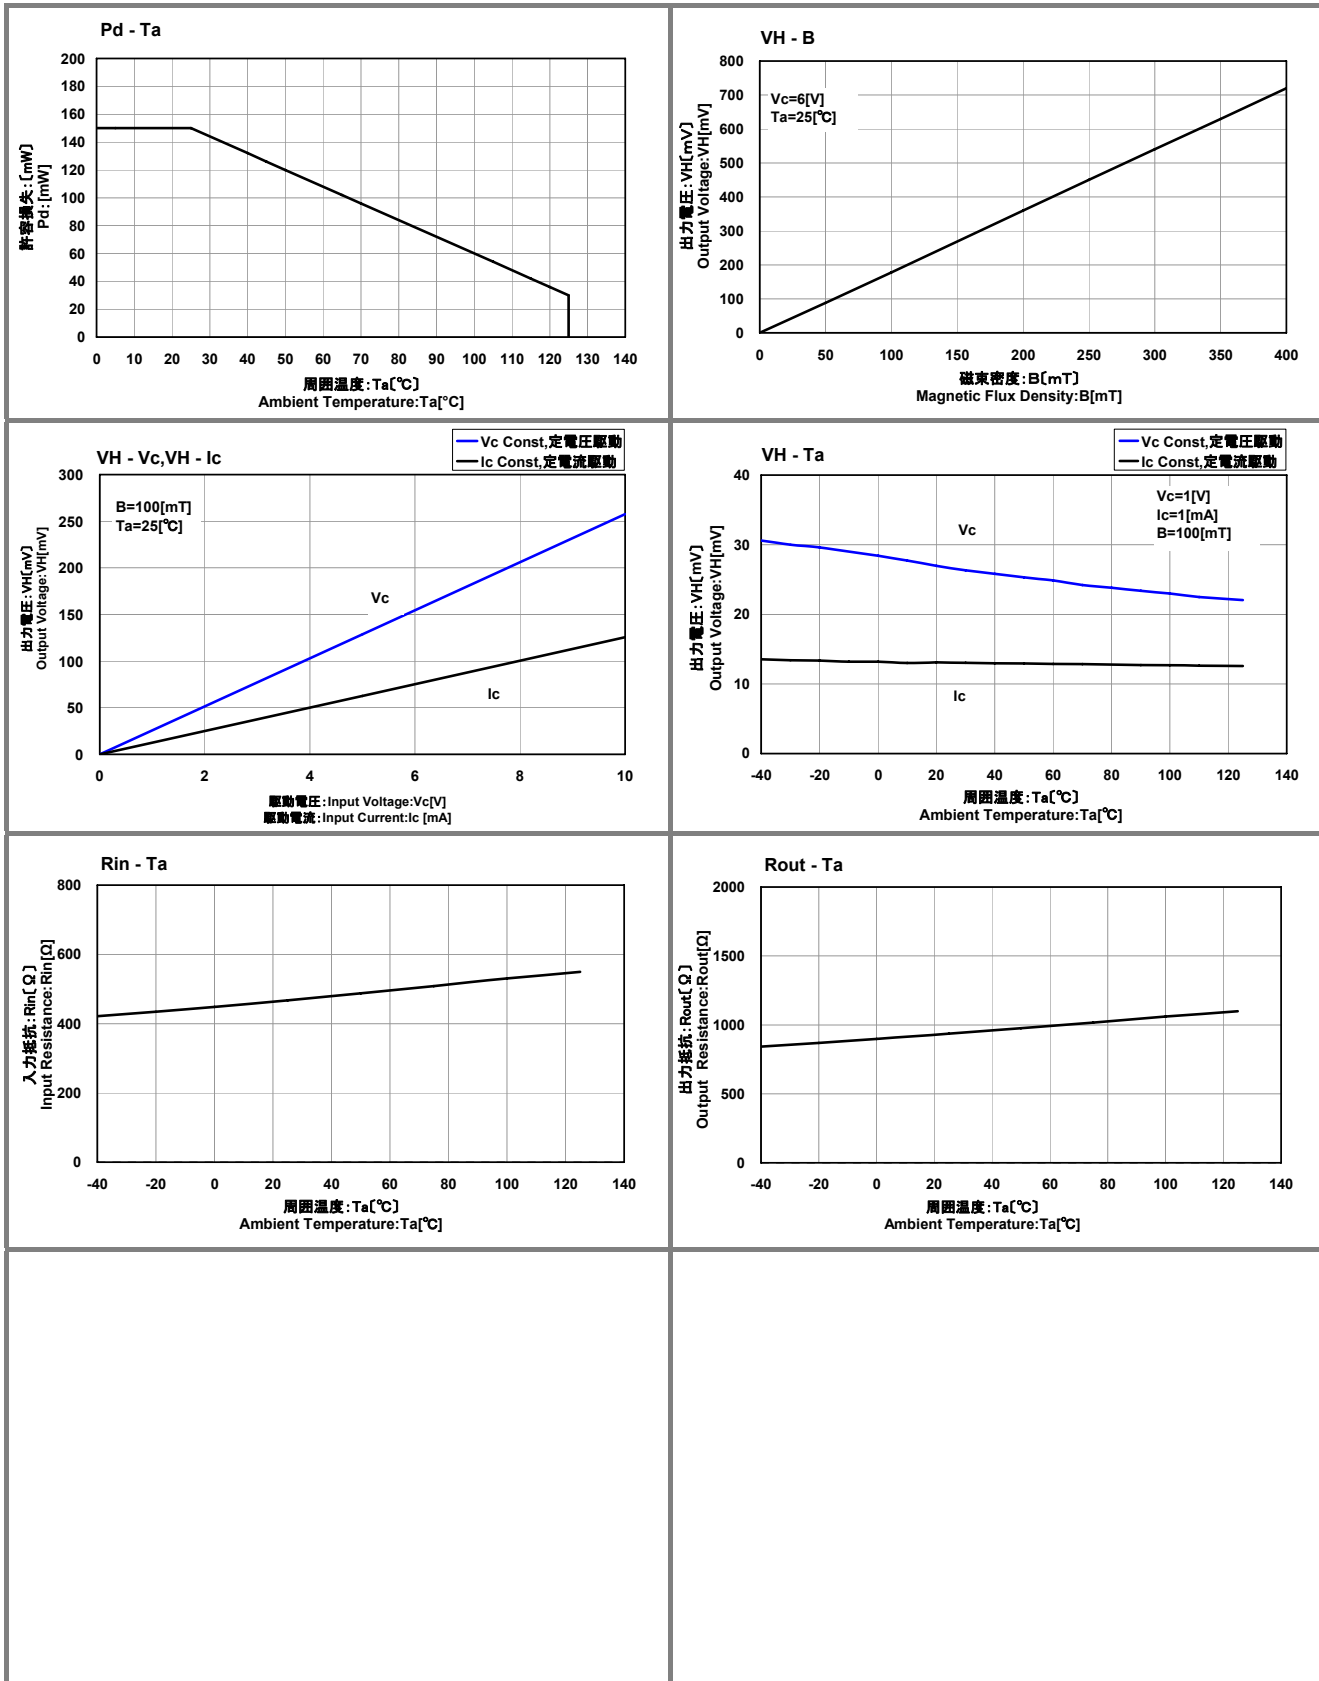 Pd - Ta
200
180
160
140
120
100
80
60
40
20
0
0 10 20 30 40 50 60 70 80 90 100 110 120 130 140
許容損失:〔mW〕
Pd:[mW]
周囲温度:Ta〔℃〕
Ambient Temperature:Ta[°C]
VH - B
Vc=6[V]
Ta=25[℃]
800
700
600
500
400
300
200
100
0
0 50 100 150 200 250 300 350 400
出力電圧:VH〔mV〕
Output Voltage:VH[mV]
磁束密度:B〔mT〕
Magnetic Flux Density:B[mT]
VH - Vc,VH - Ic
Vc Const,定電圧駆動
Ic Const,定電流駆動
B=100[mT]
Ta=25[℃]
Vc
Ic
300
250
200
150
100
50
0
0 2 4 6 8 10
出力電圧:VH〔mV〕
Output Voltage:VH[mV]
駆動電圧:Input Voltage:Vc[V]
駆動電流:Input Current:Ic [mA]
VH - Ta
Vc Const,定電圧駆動
Ic Const,定電流駆動
Vc=1[V]
Ic=1[mA]
B=100[mT]
Vc
Ic
40
30
20
10
0
-40 -20 0 20 40 60 80 100 120 140
出力電圧:VH〔mV〕
Output Voltage:VH[mV]
周囲温度:Ta〔℃〕
Ambient Temperature:Ta[℃]
Rin - Ta
800
600
400
200
0
-40 -20 0 20 40 60 80 100 120 140
入力抵抗:Rin〔Ω〕
Input Resistance:Rin[Ω]
周囲温度:Ta〔℃〕
Ambient Temperature:Ta[℃]
Rout - Ta
2000
1500
1000
500
0
-40 -20 0 20 40 60 80 100 120 140
出力抵抗:Rout〔Ω〕
Output Resistance:Rout[Ω]
周囲温度:Ta〔℃〕
Ambient Temperature:Ta[℃]